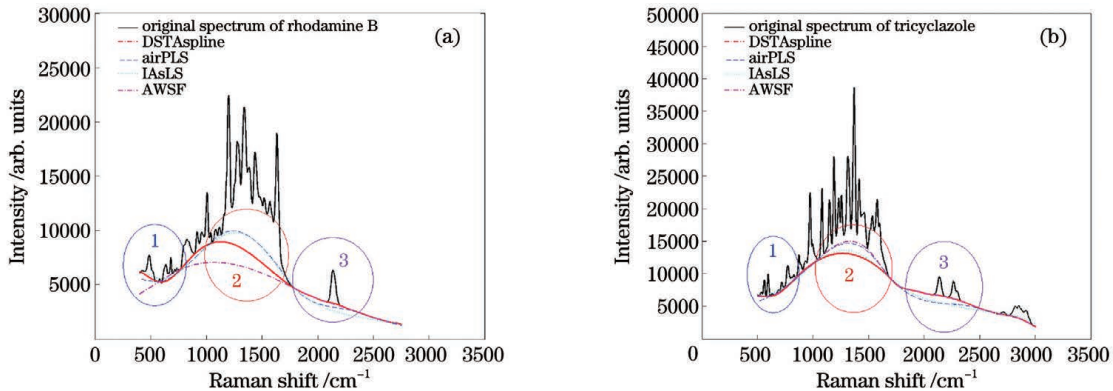 30000
25000
20000
15000
10000
5000
0 500 1000 1500 2000 2500 3000 3500
Intensity /arb. units
Raman shift /cm⁻¹
original spectrum of rhodamine B
DSTAspline
airPLS
IAsLS
AWSF
(a)
1
2
3
50000
45000
40000
35000
30000
25000
20000
15000
10000
5000
0 500 1000 1500 2000 2500 3000 3500
Intensity /arb. units
Raman shift /cm⁻¹
original spectrum of tricyclazole
DSTAspline
airPLS
IAsLS
AWSF
(b)
1
2
3